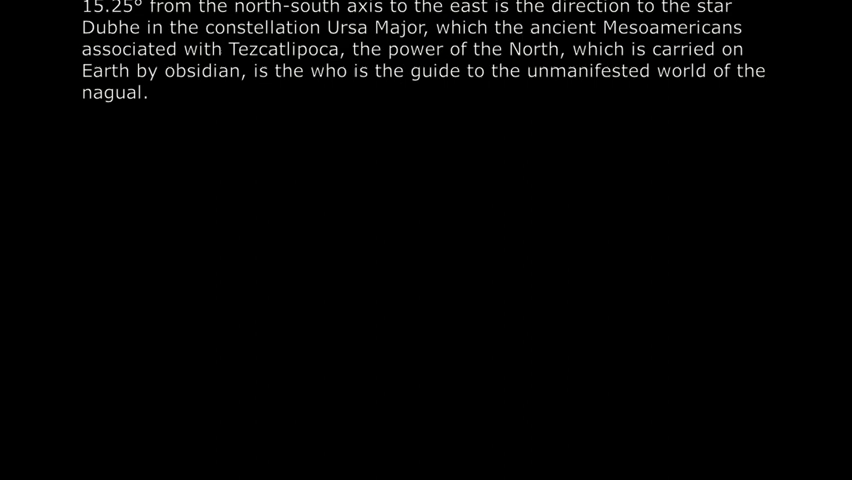 15.25° from the north-south axis to the east is the direction to the star
Dubhe in the constellation Ursa Major, which the ancient Mesoamericans
associated with Tezcatlipoca, the power of the North, which is carried on
Earth by obsidian, is the who is the guide to the unmanifested world of the
nagual.